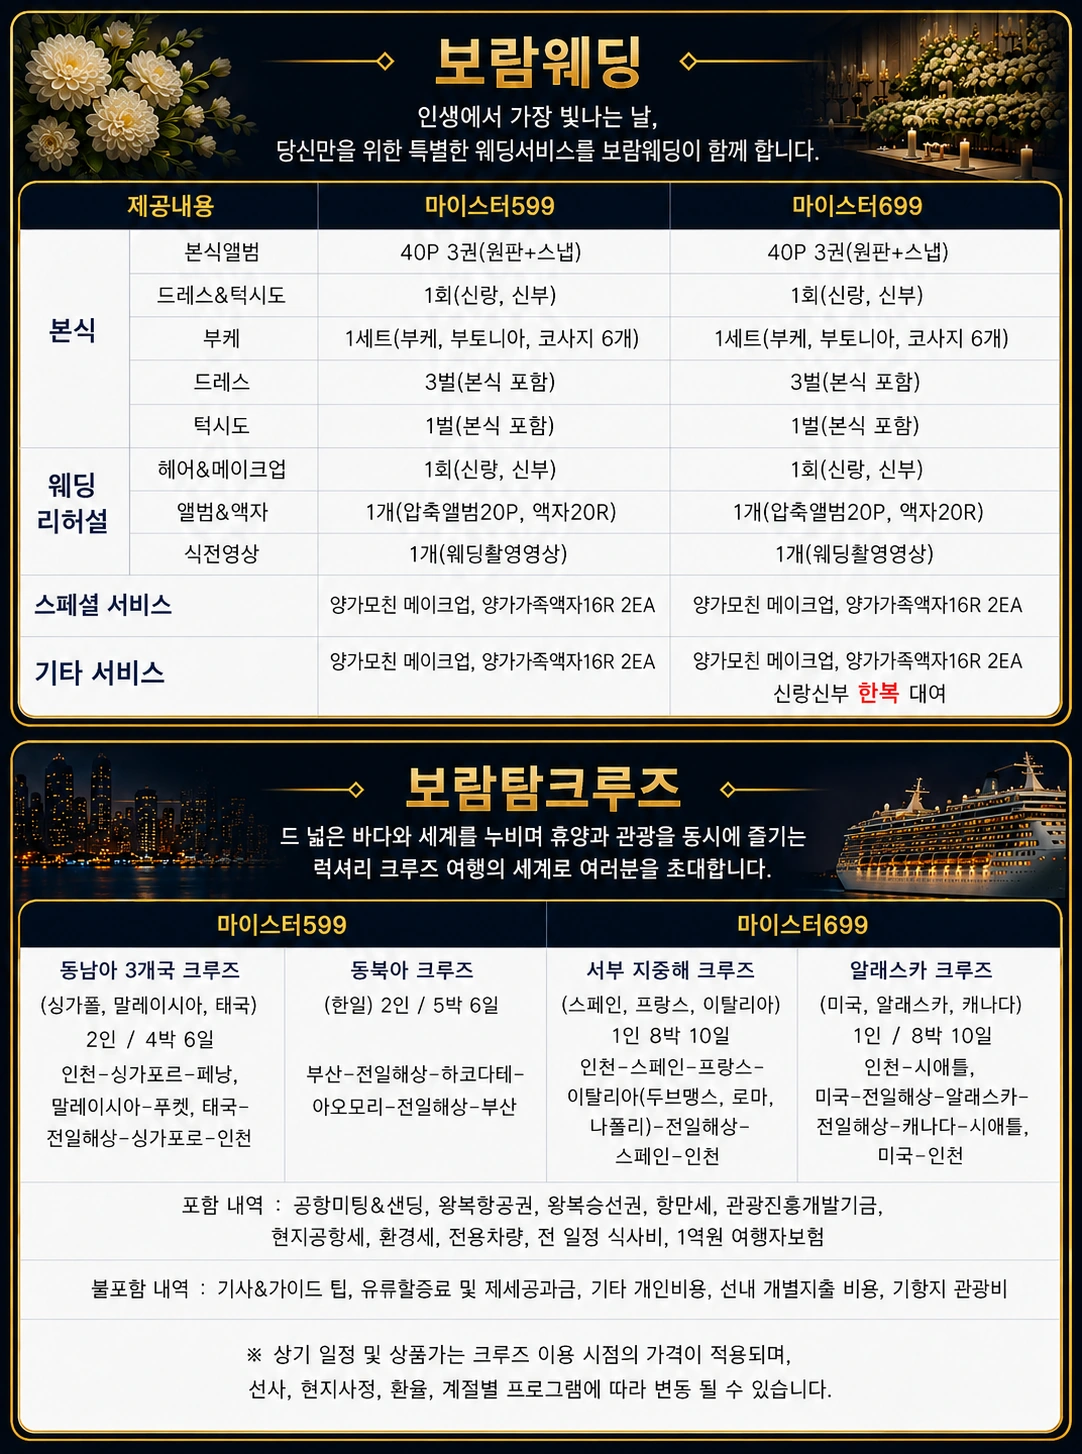 보람웨딩
인생에서 가장 빛나는 날,
당신만을 위한 특별한 웨딩서비스를 보람웨딩이 함께 합니다.
제공내용 마이스터599 마이스터699
본식
본식앨범 40P 3권(원판+스냅) 40P 3권(원판+스냅)
드레스&턱시도 1회(신랑, 신부) 1회(신랑, 신부)
부케 1세트(부케, 부토니아, 코사지 6개) 1세트(부케, 부토니아, 코사지 6개)
드레스 3벌(본식 포함) 3벌(본식 포함)
턱시도 1벌(본식 포함) 1벌(본식 포함)
웨딩
리허설
헤어&메이크업 1회(신랑, 신부) 1회(신랑, 신부)
앨범&액자 1개(압축앨범20P, 액자20R) 1개(압축앨범20P, 액자20R)
식전영상 1개(웨딩촬영영상) 1개(웨딩촬영영상)
스페셜 서비스 양가모친 메이크업, 양가가족액자16R 2EA 양가모친 메이크업, 양가가족액자16R 2EA
기타 서비스 양가모친 메이크업, 양가가족액자16R 2EA 양가모친 메이크업, 양가가족액자16R 2EA
신랑신부 한복 대여
보람탐크루즈
드 넓은 바다와 세계를 누비며 휴양과 관광을 동시에 즐기는
럭셔리 크루즈 여행의 세계로 여러분을 초대합니다.
마이스터599 마이스터699
동남아 3개국 크루즈
(싱가폴, 말레이시아, 태국)
2인 / 4박 6일
인천-싱가포르-페낭,
말레이시아-푸켓, 태국-
전일해상-싱가포로-인천
동북아 크루즈
(한일) 2인 / 5박 6일
부산-전일해상-하코다테-
아오모리-전일해상-부산
서부 지중해 크루즈
(스페인, 프랑스, 이탈리아)
1인 8박 10일
인천-스페인-프랑스-
이탈리아(두브맹스, 로마,
나폴리)-전일해상-
스페인-인천
알래스카 크루즈
(미국, 알래스카, 캐나다)
1인 / 8박 10일
인천-시애틀,
미국-전일해상-알래스카-
전일해상-캐나다-시애틀,
미국-인천
포함 내역 : 공항미팅&샌딩, 왕복항공권, 왕복승선권, 항만세, 관광진흥개발기금,
현지공항세, 환경세, 전용차량, 전 일정 식사비, 1억원 여행자보험
불포함 내역 : 기사&가이드 팁, 유류할증료 및 제세공과금, 기타 개인비용, 선내 개별지출 비용, 기항지 관광비
※ 상기 일정 및 상품가는 크루즈 이용 시점의 가격이 적용되며,
선사, 현지사정, 환율, 계절별 프로그램에 따라 변동 될 수 있습니다.